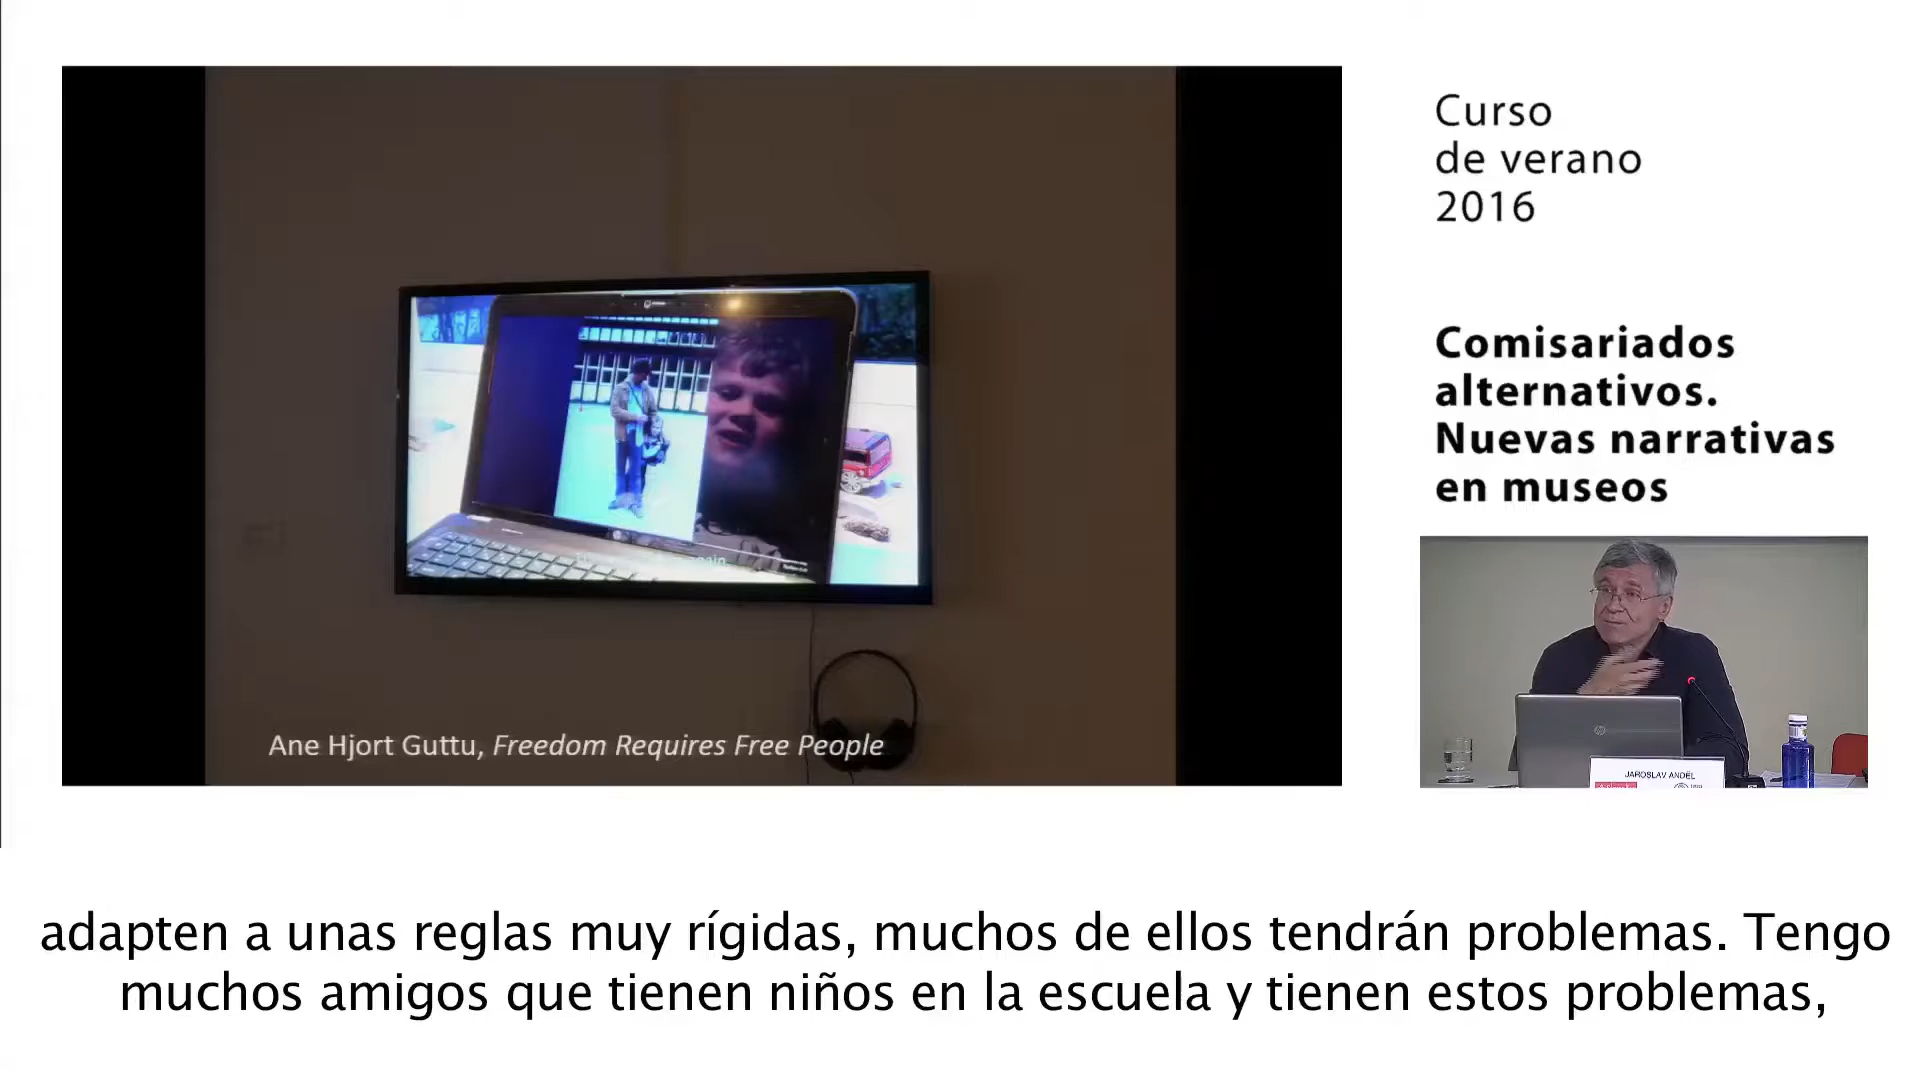 Curso
de verano
2016
Comisariados
alternativos.
Nuevas narrativas
en museos
Ane Hjort Guttu, Freedom Requires Free People
JAROSLAV ANDĚL
adapten a unas reglas muy rígidas, muchos de ellos tendrán problemas. Tengo
muchos amigos que tienen niños en la escuela y tienen estos problemas,